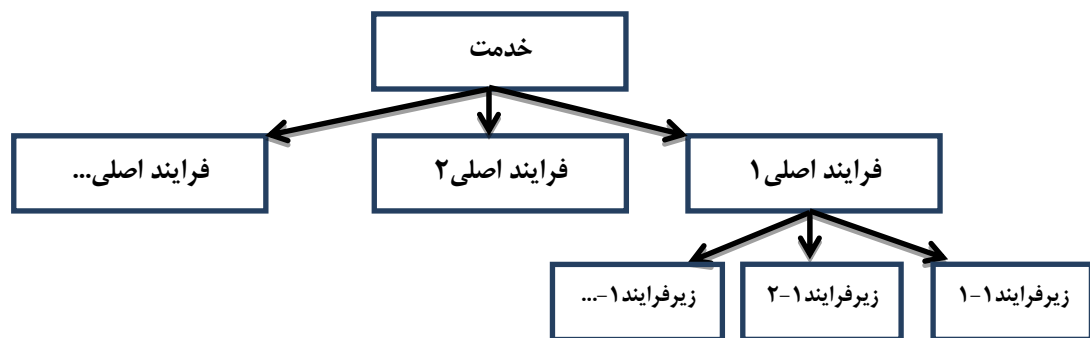 خدمت
فرایند اصلی۱
فرایند اصلی۲
فرایند اصلی...
زیرفرایند۱-۱
زیرفرایند۱-۲
زیرفرایند۱-...